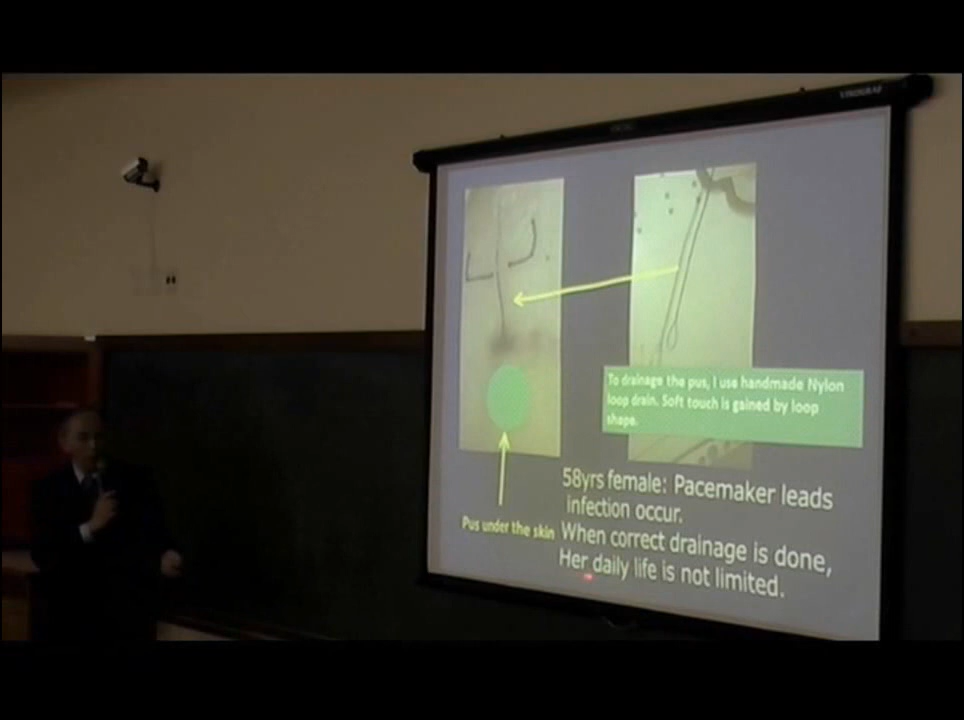 VIROGRAF
To drainage the pus, I use handmade Nylon
loop drain. Soft touch is gained by loop
shape.
58yrs female: Pacemaker leads
infection occur.
Pus under the skin
When correct drainage is done,
Her daily life is not limited.